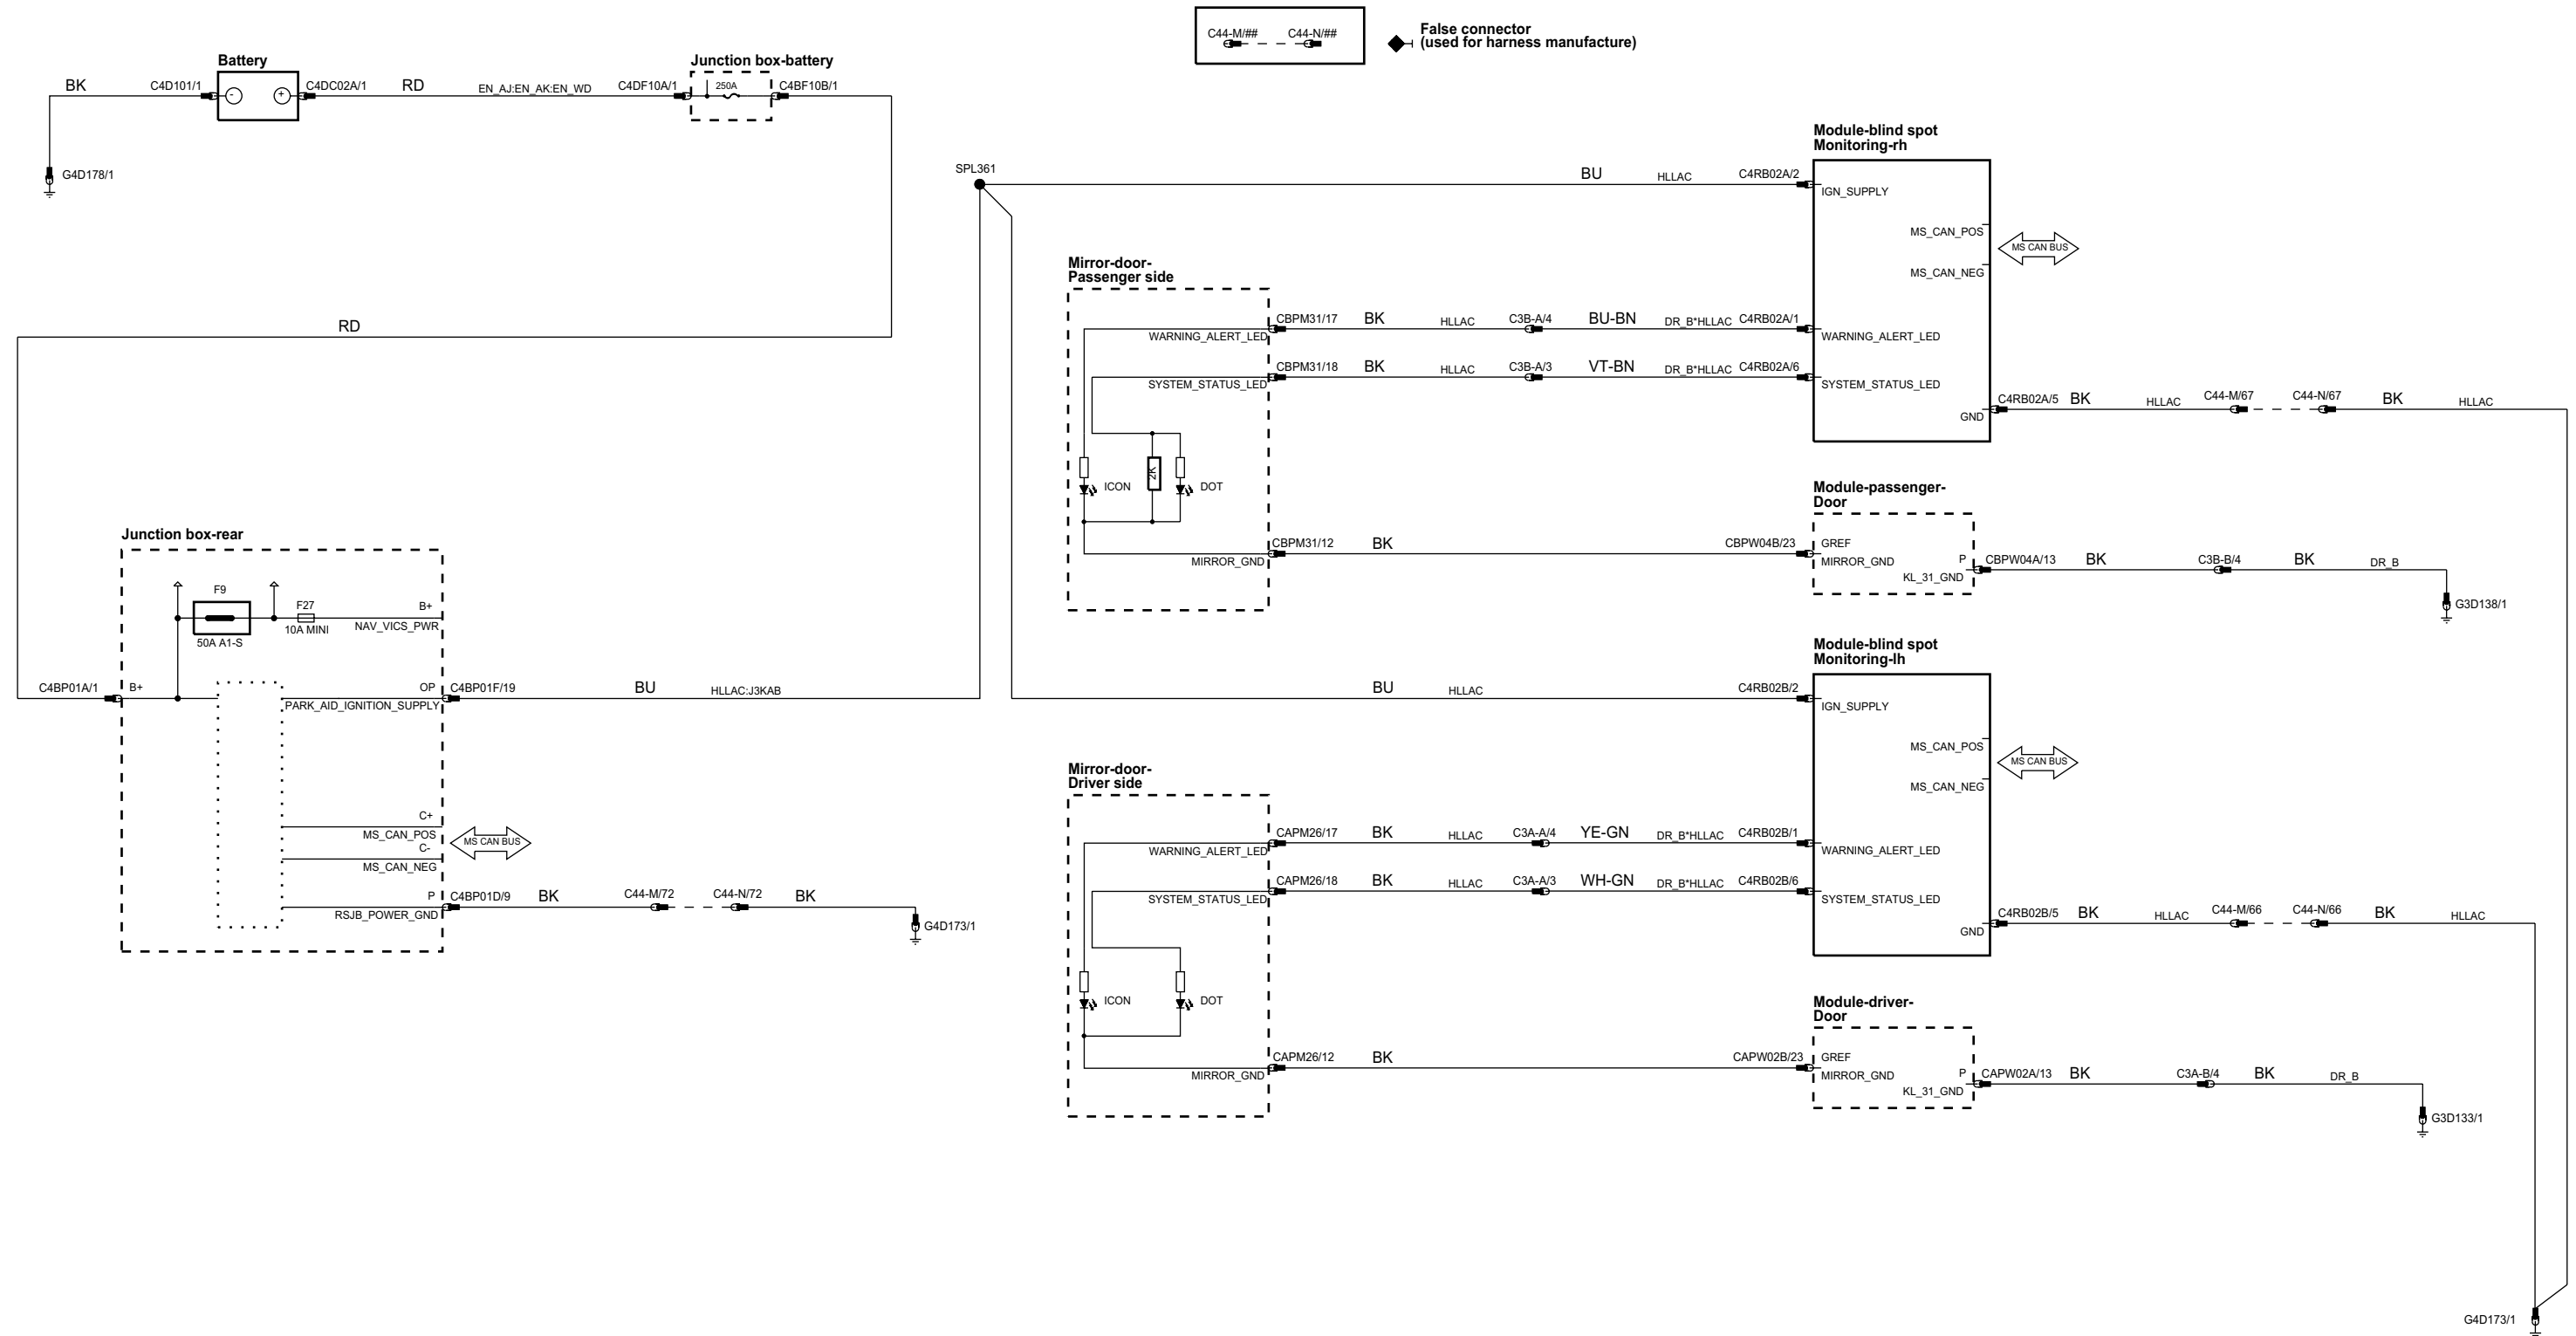 C44-M/## C44-N/##
False connector
(used for harness manufacture)
Battery
BK C4D101/1 - + C4DC02A/1 RD EN_AJ:EN_AK:EN_WD C4DF10A/1
Junction box-battery
250A
C4BF10B/1
G4D178/1
RD
SPL361
BU HLLAC C4RB02A/2
Module-blind spot
Monitoring-rh
IGN_SUPPLY
MS_CAN_POS
MS CAN BUS
MS_CAN_NEG
WARNING_ALERT_LED
SYSTEM_STATUS_LED
GND
C4RB02A/5 BK HLLAC C44-M/67 C44-N/67 BK HLLAC
Mirror-door-
Passenger side
WARNING_ALERT_LED
CBPM31/17 BK HLLAC C3B-A/4 BU-BN DR_B*HLLAC C4RB02A/1
SYSTEM_STATUS_LED
CBPM31/18 BK HLLAC C3B-A/3 VT-BN DR_B*HLLAC C4RB02A/6
ICON 2K DOT
MIRROR_GND
CBPM31/12 BK CBPW04B/23
Module-passenger-
Door
GREF
MIRROR_GND
P
KL_31_GND
CBPW04A/13 BK C3B-B/4 BK DR_B
G3D138/1
Junction box-rear
F9
50A A1-S
F27
10A MINI
B+
NAV_VICS_PWR
C4BP01A/1 B+
OP
PARK_AID_IGNITION_SUPPLY
C4BP01F/19 BU HLLAC:J3KAB
C+
MS_CAN_POS
MS CAN BUS
C-
MS_CAN_NEG
P
RSJB_POWER_GND
C4BP01D/9 BK C44-M/72 C44-N/72 BK
G4D173/1
BU HLLAC C4RB02B/2
Module-blind spot
Monitoring-lh
IGN_SUPPLY
MS_CAN_POS
MS CAN BUS
MS_CAN_NEG
WARNING_ALERT_LED
SYSTEM_STATUS_LED
GND
C4RB02B/5 BK HLLAC C44-M/66 C44-N/66 BK HLLAC
Mirror-door-
Driver side
WARNING_ALERT_LED
CAPM26/17 BK HLLAC C3A-A/4 YE-GN DR_B*HLLAC C4RB02B/1
SYSTEM_STATUS_LED
CAPM26/18 BK HLLAC C3A-A/3 WH-GN DR_B*HLLAC C4RB02B/6
ICON DOT
MIRROR_GND
CAPM26/12 BK CAPW02B/23
Module-driver-
Door
GREF
MIRROR_GND
P
KL_31_GND
CAPW02A/13 BK C3A-B/4 BK DR_B
G3D133/1
G4D173/1